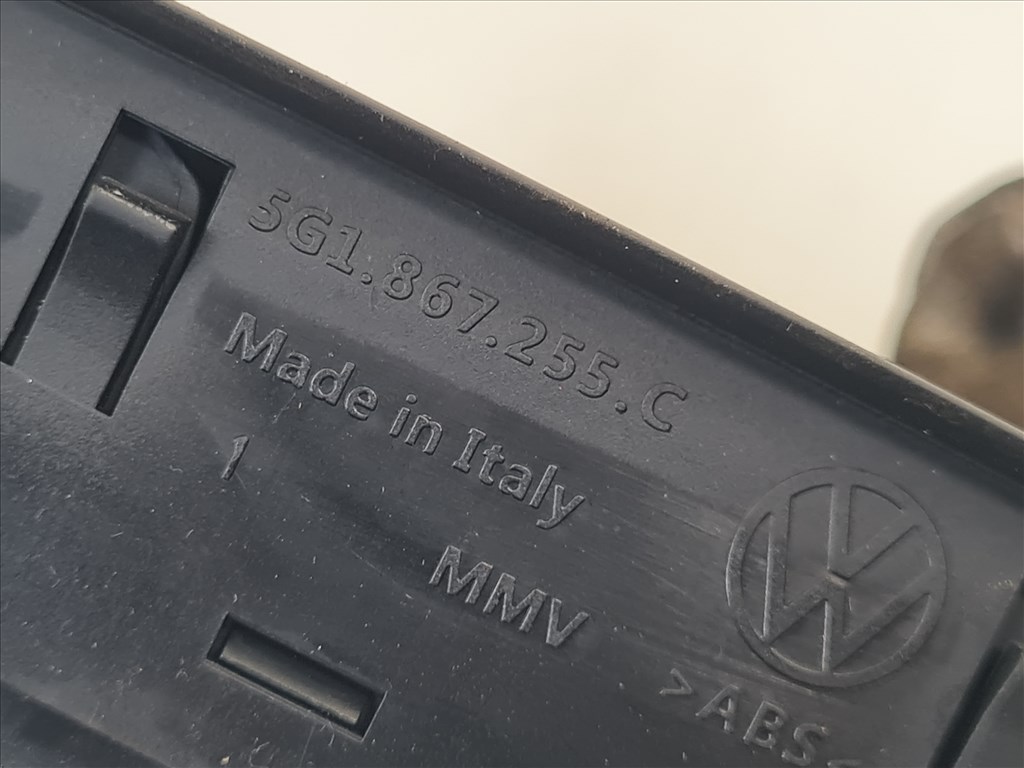 5G1.867.255.C
Made in Italy
1
MMV
>ABS<